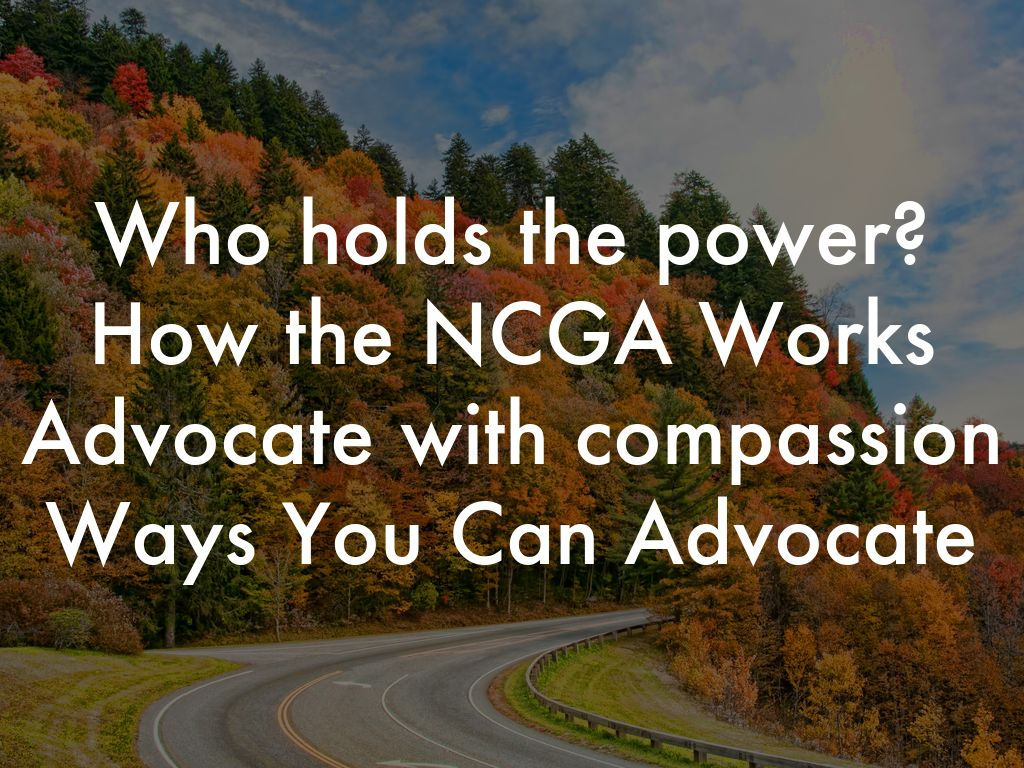 Who holds the power?
How the NCGA Works
Advocate with compassion
Ways You Can Advocate